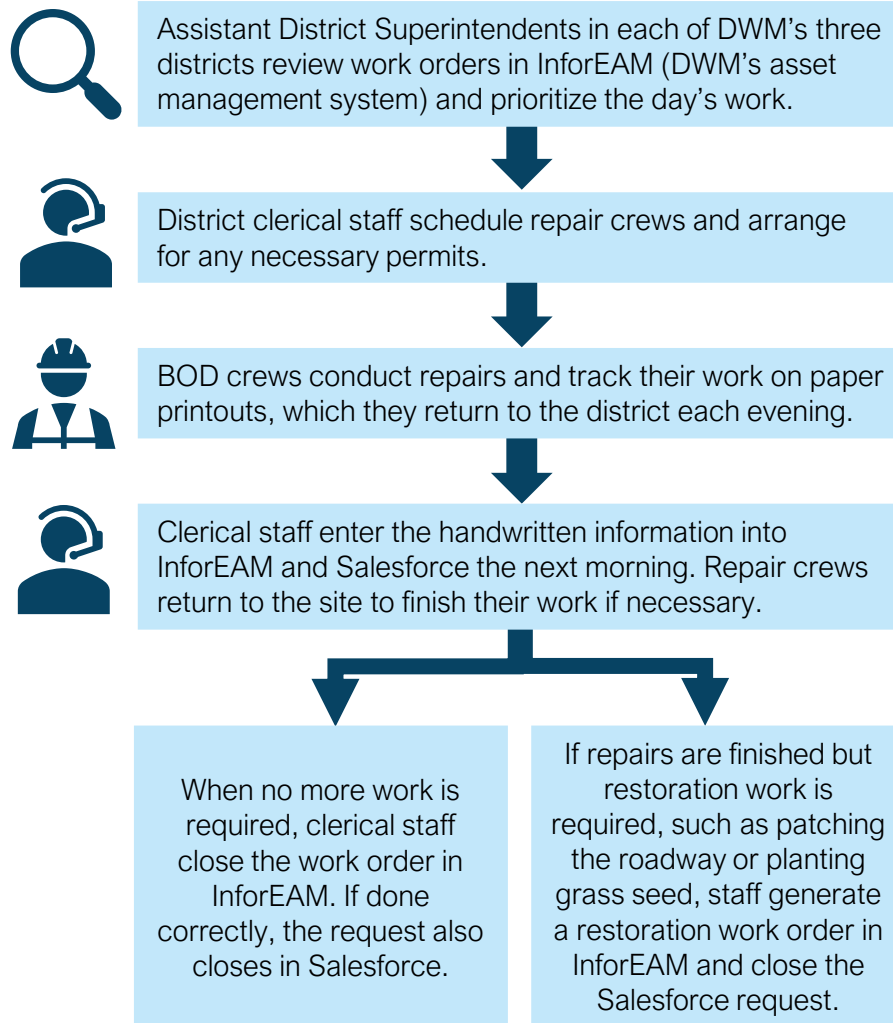 Assistant District Superintendents in each of DWM's three
districts review work orders in InforEAM (DWM's asset
management system) and prioritize the day's work.
District clerical staff schedule repair crews and arrange
for any necessary permits.
BOD crews conduct repairs and track their work on paper
printouts, which they return to the district each evening.
Clerical staff enter the handwritten information into
InforEAM and Salesforce the next morning. Repair crews
return to the site to finish their work if necessary.
When no more work is
required, clerical staff
close the work order in
InforEAM. If done
correctly, the request also
closes in Salesforce.
If repairs are finished but
restoration work is
required, such as patching
the roadway or planting
grass seed, staff generate
a restoration work order in
InforEAM and close the
Salesforce request.